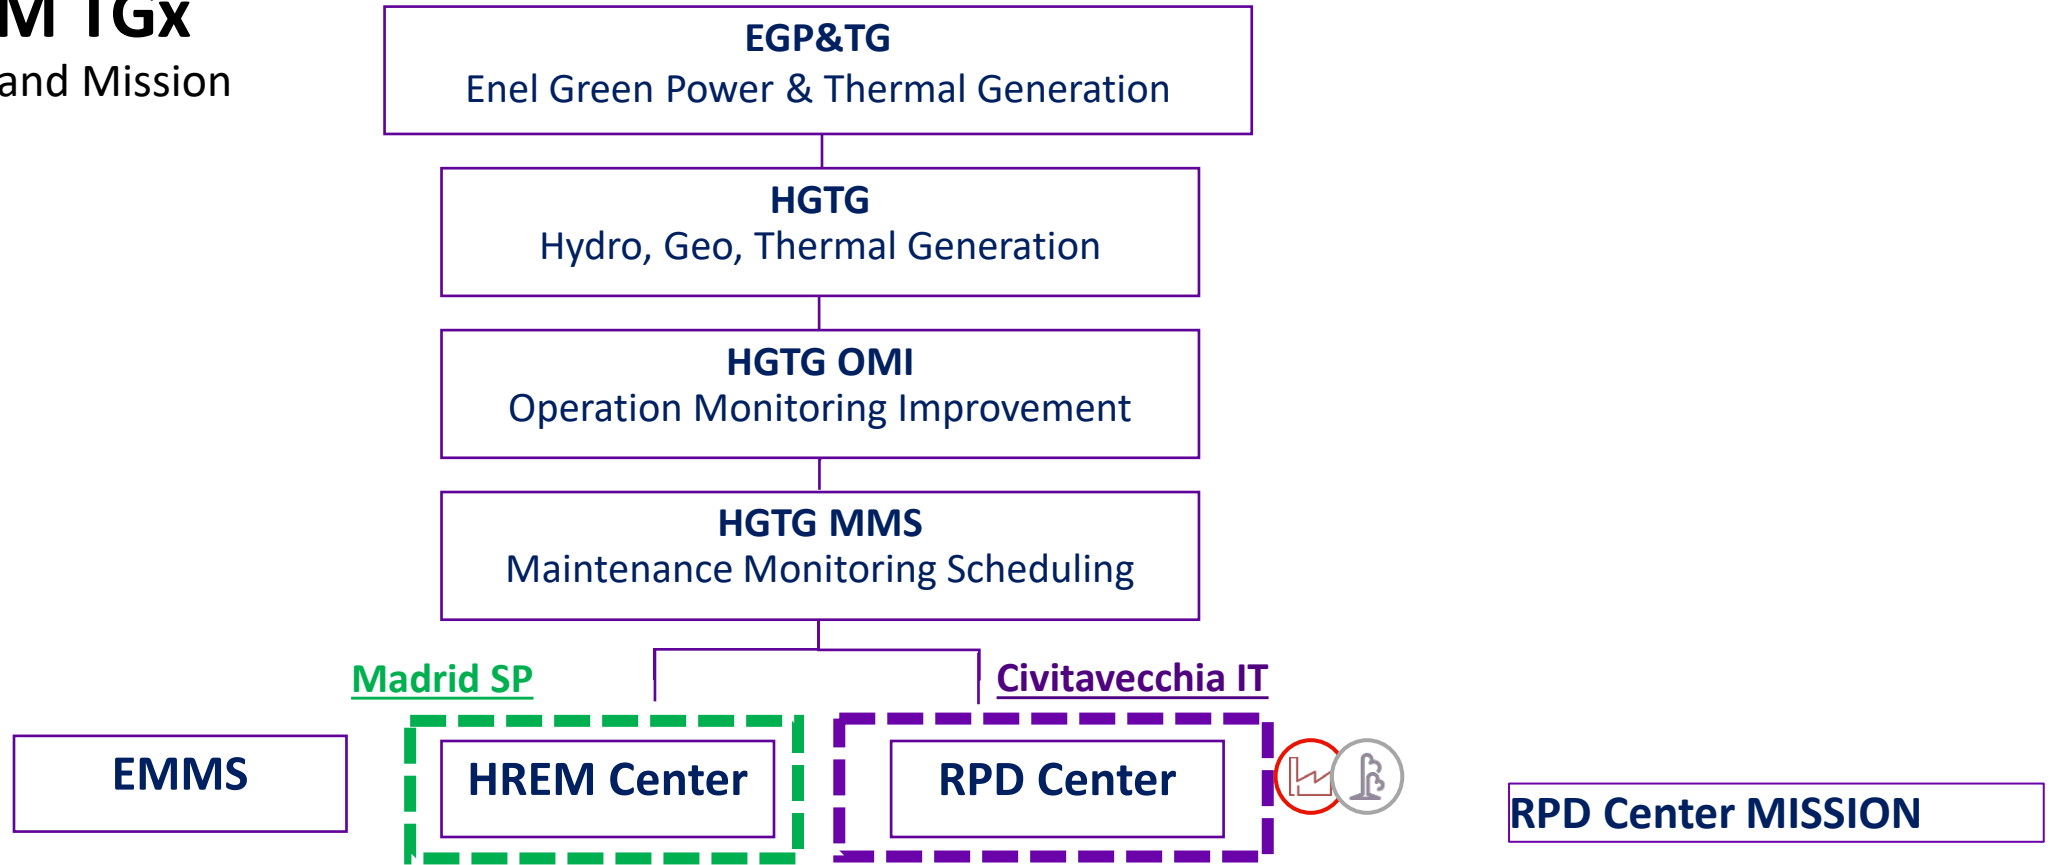 M TGx
and Mission
EGP&TG
Enel Green Power & Thermal Generation
HGTG
Hydro, Geo, Thermal Generation
HGTG OMI
Operation Monitoring Improvement
HGTG MMS
Maintenance Monitoring Scheduling
Madrid SP
Civitavecchia IT
EMMS
HREM Center
RPD Center
RPD Center MISSION